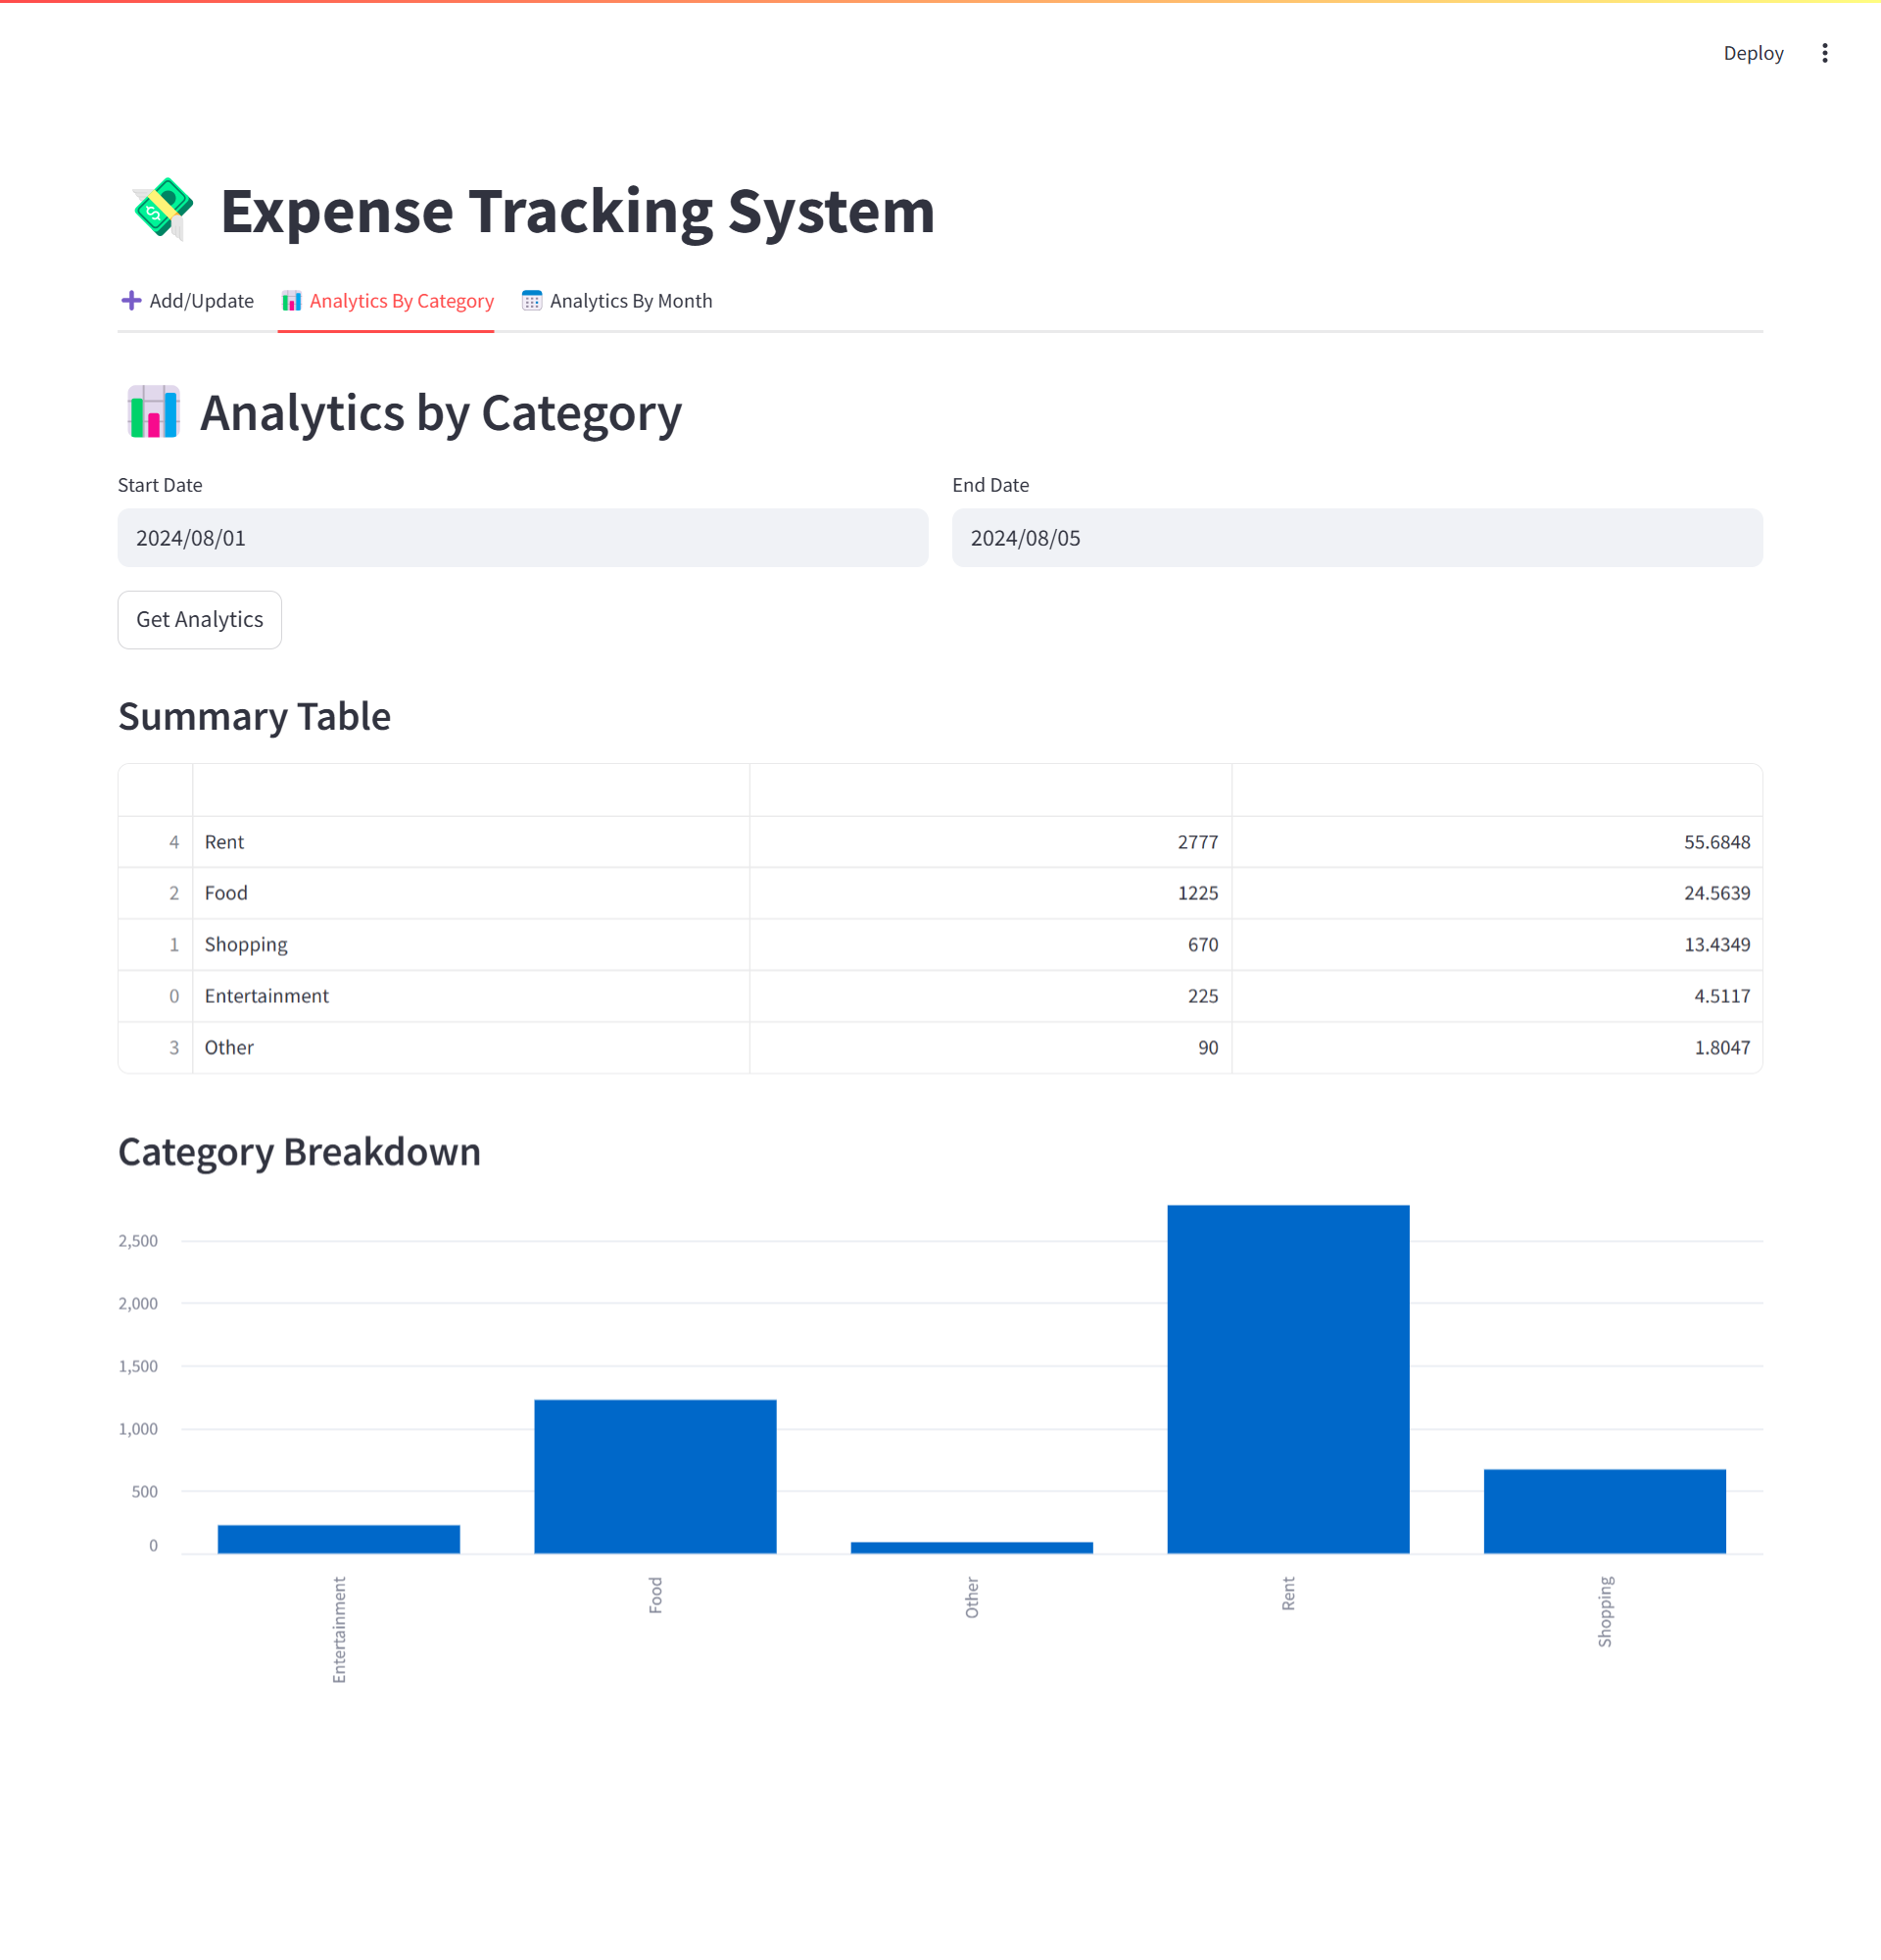 Deploy
Expense Tracking System
Add/Update Analytics By Category Analytics By Month
Analytics by Category
Start Date End Date
2024/08/01 2024/08/05
Get Analytics
Summary Table
4 Rent 2777 55.6848
2 Food 1225 24.5639
1 Shopping 670 13.4349
0 Entertainment 225 4.5117
3 Other 90 1.8047
Category Breakdown
2,500
2,000
1,500
1,000
500
0
Entertainment Food Other Rent Shopping